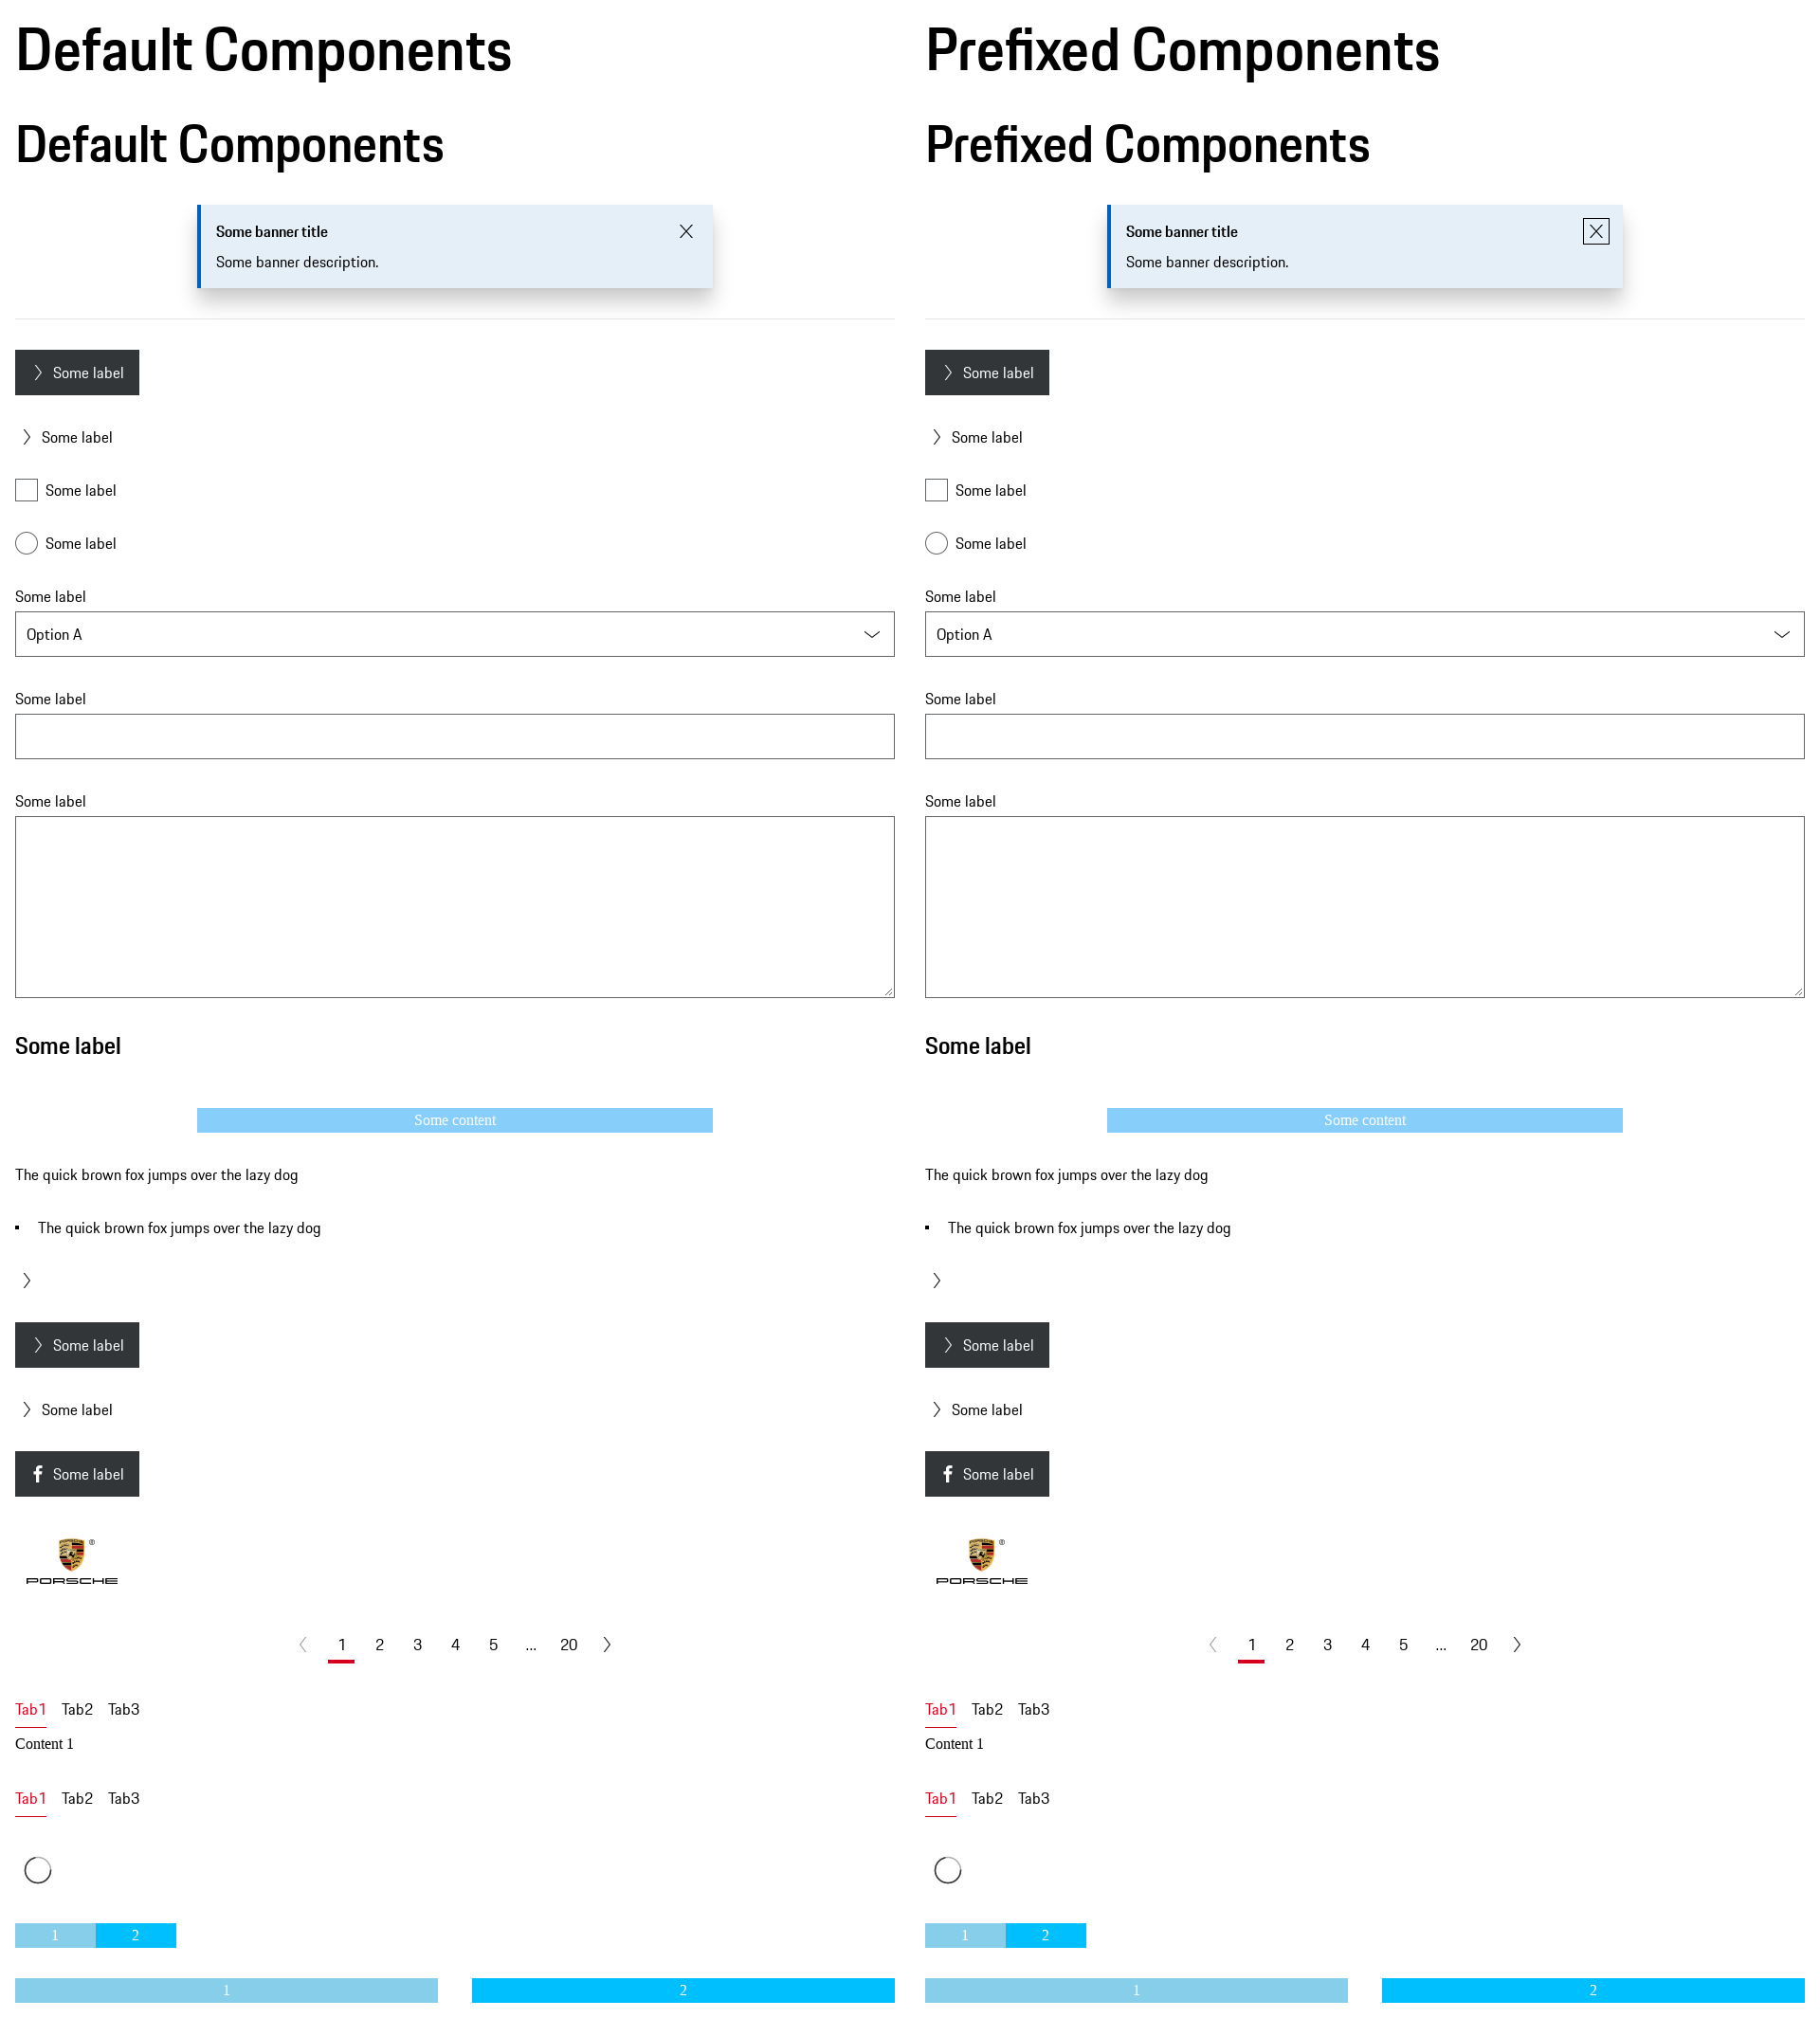 Default Components
Default Components
Some banner title
Some banner description.
Some label
Some label
Some label
Some label
Some label
Option A
Some label
Some label
Some label
Some content
The quick brown fox jumps over the lazy dog
The quick brown fox jumps over the lazy dog
Some label
Some label
Some label
®
PORSCHE
1 2 3 4 5 ... 20
Tab1 Tab2 Tab3
Content 1
Tab1 Tab2 Tab3
1 2
1 2
Prefixed Components
Prefixed Components
Some banner title
Some banner description.
Some label
Some label
Some label
Some label
Some label
Option A
Some label
Some label
Some label
Some content
The quick brown fox jumps over the lazy dog
The quick brown fox jumps over the lazy dog
Some label
Some label
Some label
®
PORSCHE
1 2 3 4 5 ... 20
Tab1 Tab2 Tab3
Content 1
Tab1 Tab2 Tab3
1 2
1 2